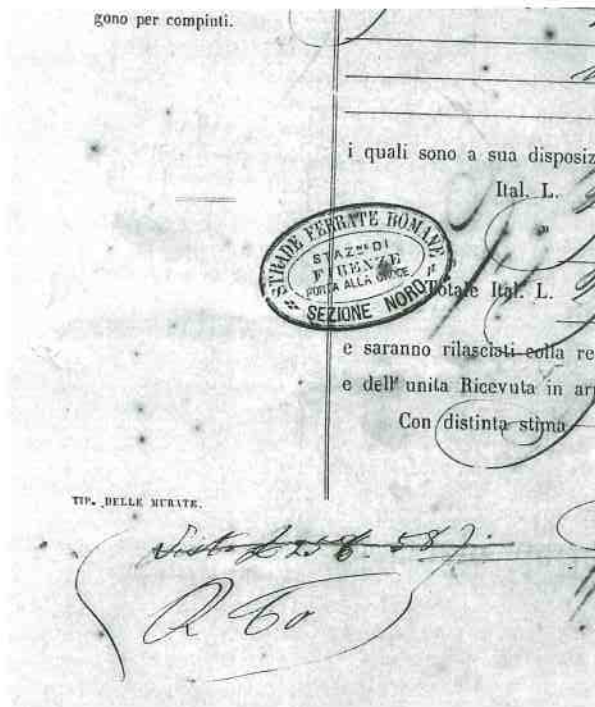 gono per compiuti.
i quali sono a sua disposiz
Ital. L.
"
STRADE FERRATE ROMANE
STAZne DI
FIRENZE
PORTA ALLA CROCE
SEZIONE NORD
Totale Ital. L.
e saranno rilasciati colla re
e dell' unita Ricevuta in arr
Con distinta stima
TIP. DELLE MURATE.